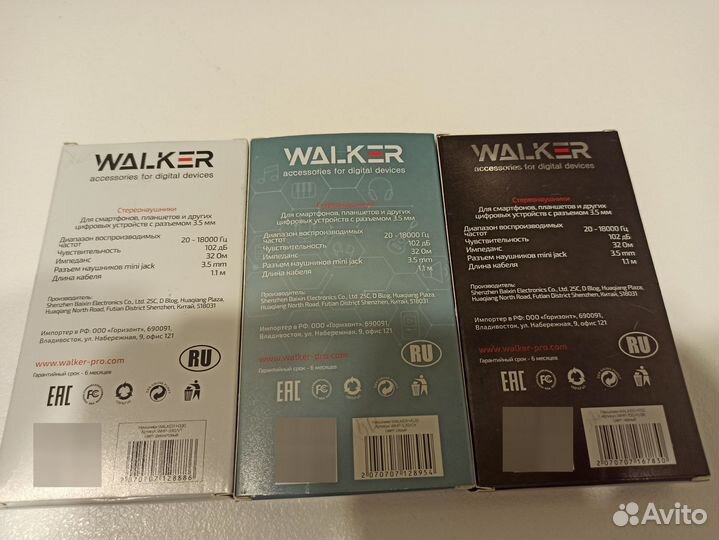 WALKER
accessories for digital devices
Стереонаушники
Для смартфонов, планшетов и других
цифровых устройств с разъемом 3.5 мм
Диапазон воспроизводимых
частот 20 - 18000 Гц
Чувствительность 102 дБ
Импеданс 32 Ом
Разъем наушников mini jack 3.5 mm
Длина кабеля 1.1 м
Производитель:
Shenzhen Baixin Electronics Co., Ltd. 25C, D Blog, Huaqiang Plaza,
Huaqiang North Road, Futian District Shenzhen, Китай, 518031
Импортер в РФ: ООО «Горизонт», 690091,
Владивосток, ул. Набережная, 9, офис 121
www.walker-pro.com
Гарантийный срок - 6 месяцев
RU
EAC
FC
2 070707 128886
WALKER
accessories for digital devices
Стереонаушники
Для смартфонов, планшетов и других
цифровых устройств с разъемом 3.5 мм
Диапазон воспроизводимых
частот 20 - 18000 Гц
Чувствительность 102 дБ
Импеданс 32 Ом
Разъем наушников mini jack 3.5 mm
Длина кабеля 1.1 м
Производитель:
Shenzhen Baixin Electronics Co., Ltd. 25C, D Blog, Huaqiang Plaza,
Huaqiang North Road, Futian District Shenzhen, Китай, 518031
Импортер в РФ: ООО «Горизонт», 690091,
Владивосток, ул. Набережная, 9, офис 121
www.walker-pro.com
Гарантийный срок - 6 месяцев
RU
EAC
FC
2 070707 128954
WALKER
accessories for digital devices
Стереонаушники
Для смартфонов, планшетов и других
цифровых устройств с разъемом 3.5 мм
Диапазон воспроизводимых
частот 20 - 18000 Гц
Чувствительность 102 дБ
Импеданс 32 Ом
Разъем наушников mini jack 3.5 mm
Длина кабеля 1.1 м
Производитель:
Shenzhen Baixin Electronics Co., Ltd. 25C, D Blog, Huaqiang Plaza,
Huaqiang North Road, Futian District Shenzhen, Китай, 518031
Импортер в РФ: ООО «Горизонт», 690091,
Владивосток, ул. Набережная, 9, офис 121
www.walker-pro.com
Гарантийный срок - 6 месяцев
RU
EAC
FC
2 070707 167830
Avito